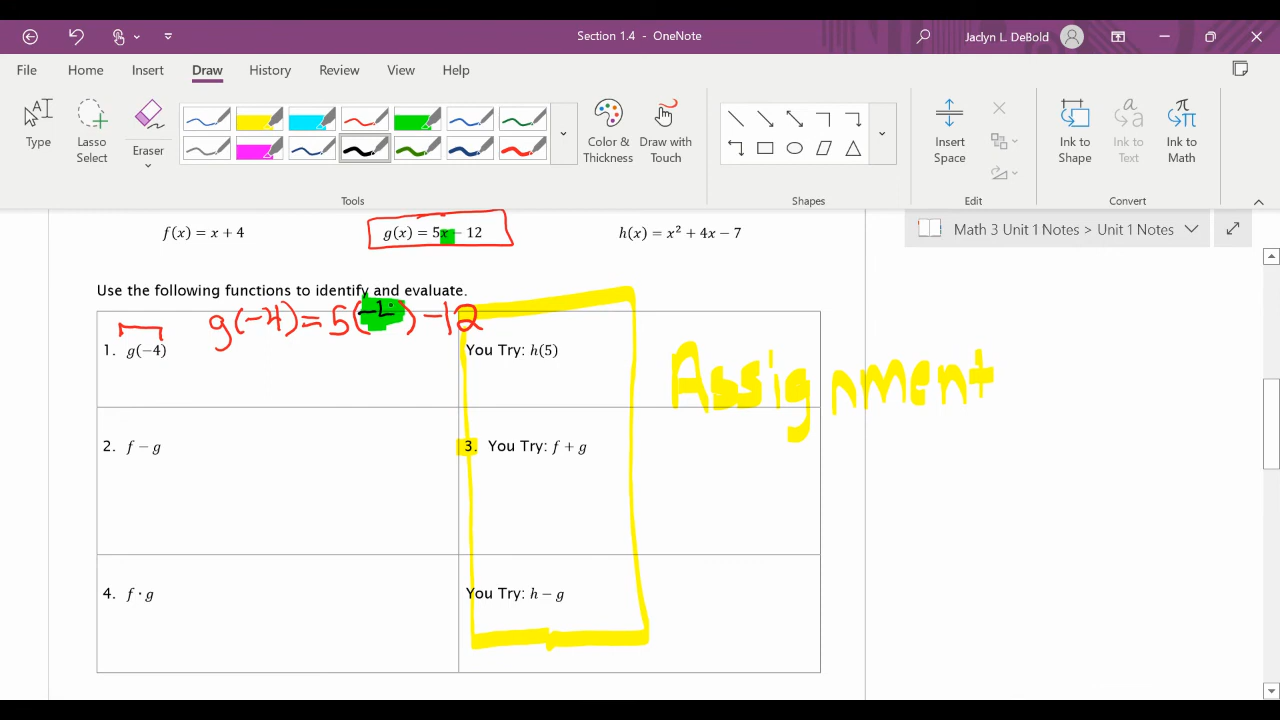 Section 1.4 - OneNote
Jaclyn L. DeBold
File Home Insert Draw History Review View Help
Type
Lasso Select
Eraser
Color & Thickness
Draw with Touch
Insert Space
Ink to Shape
Ink to Text
Ink to Math
Tools Shapes Edit Convert
f(x) = x + 4 g(x) = 5x − 12 h(x) = x² + 4x − 7
Math 3 Unit 1 Notes > Unit 1 Notes
Use the following functions to identify and evaluate.
g(-4) = 5( ) -12
1. g(−4) You Try: h(5)
Assignment
2. f − g 3. You Try: f + g
4. f · g You Try: h − g